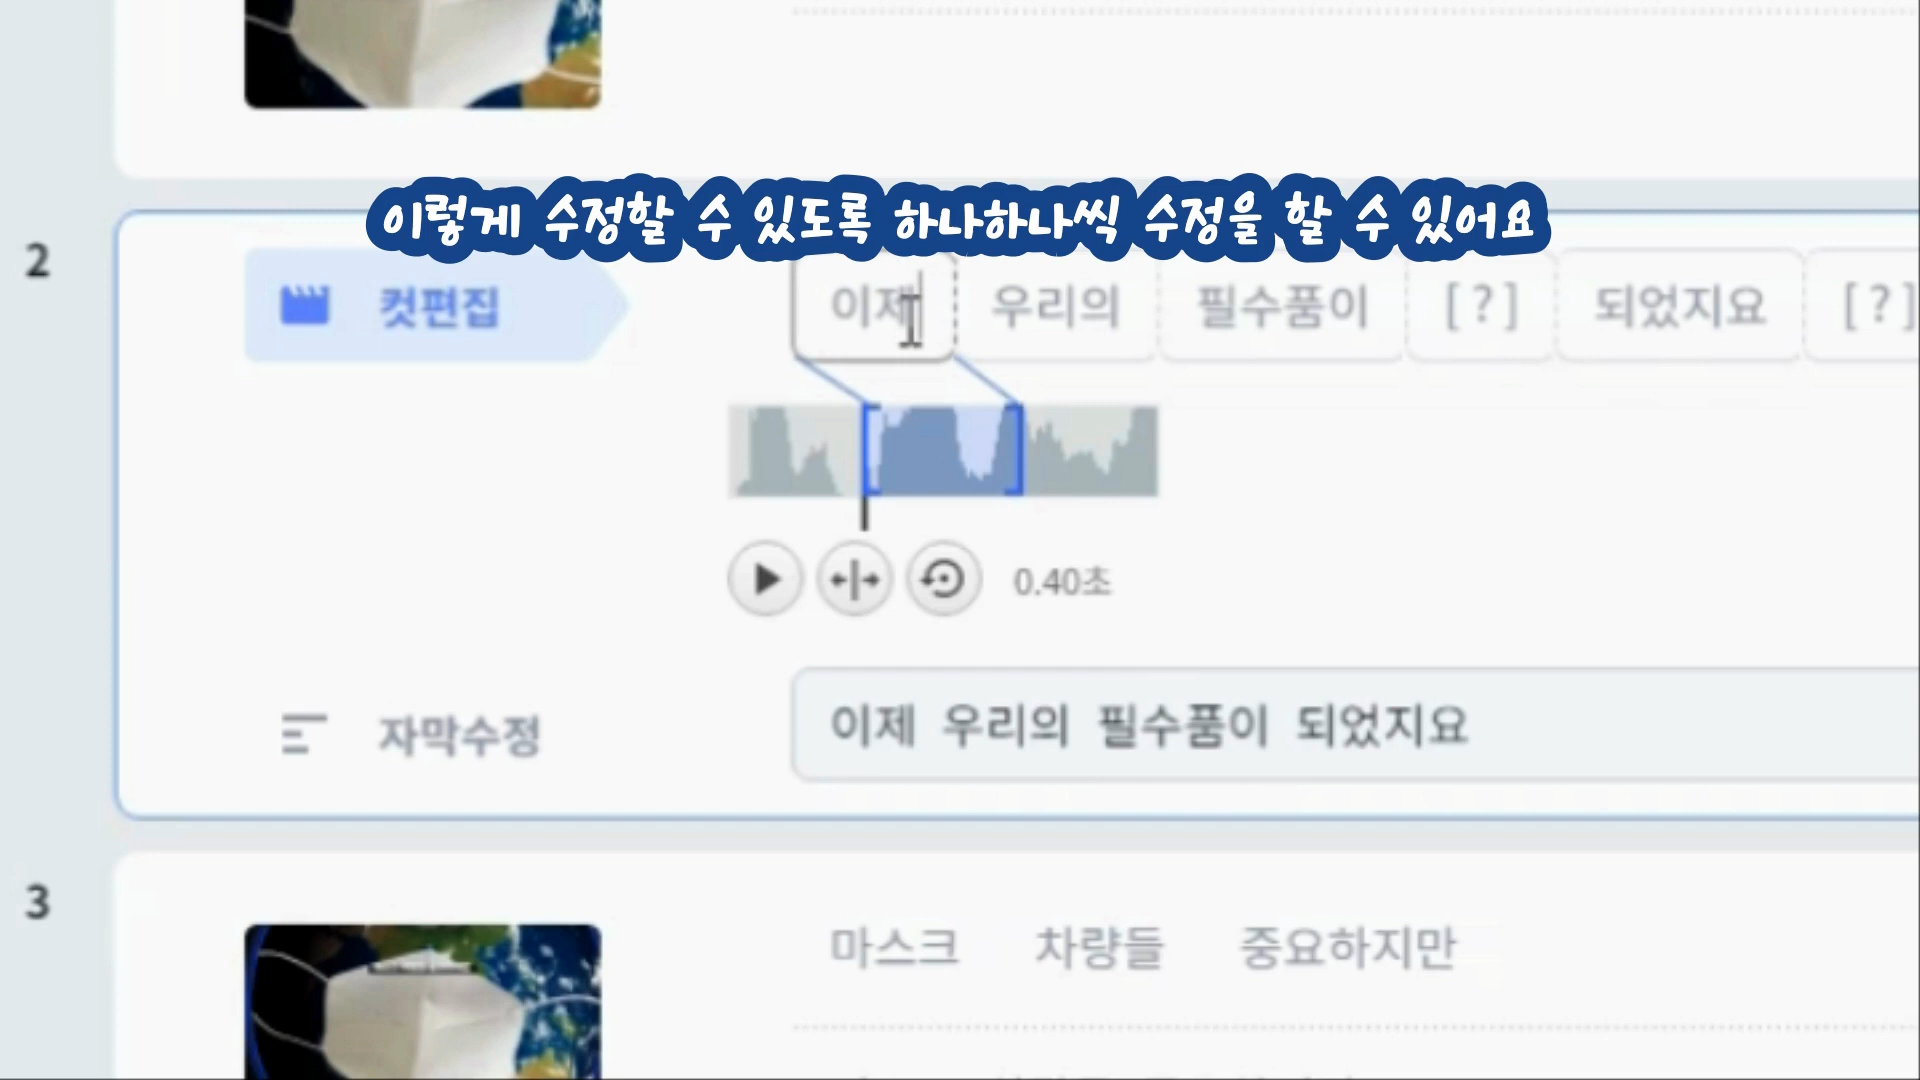 이렇게 수정할 수 있도록 하나하나씩 수정을 할 수 있어요
2
컷편집
이제 우리의 필수품이 [?] 되었지요 [?]
0.40초
자막수정
이제 우리의 필수품이 되었지요
3
마스크 차량들 중요하지만